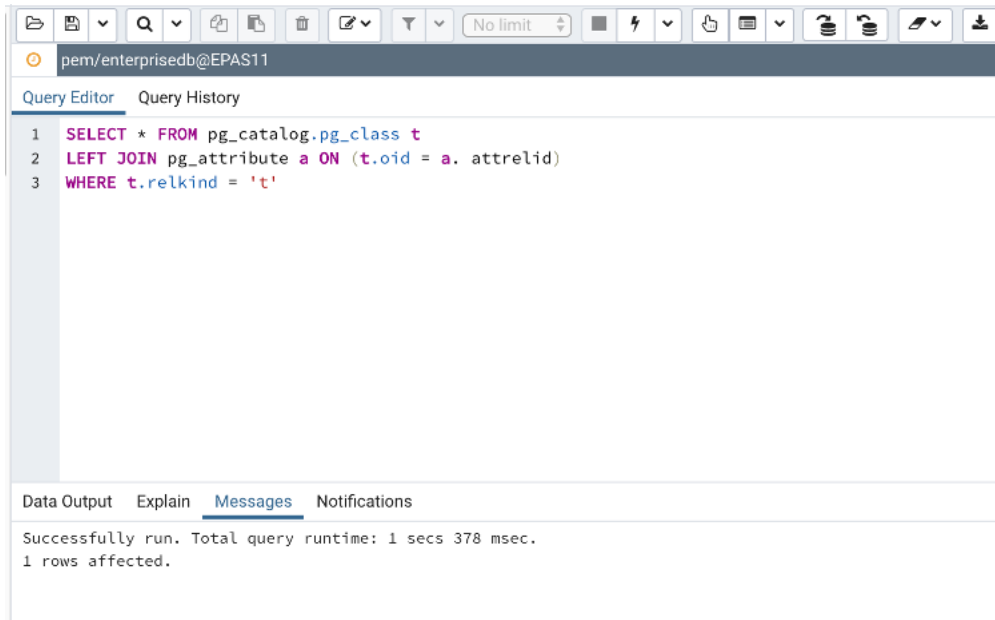 No limit
pem/enterprisedb@EPAS11
Query Editor Query History
1 SELECT * FROM pg_catalog.pg_class t
2 LEFT JOIN pg_attribute a ON (t.oid = a. attrelid)
3 WHERE t.relkind = 't'
Data Output Explain Messages Notifications
Successfully run. Total query runtime: 1 secs 378 msec.
1 rows affected.